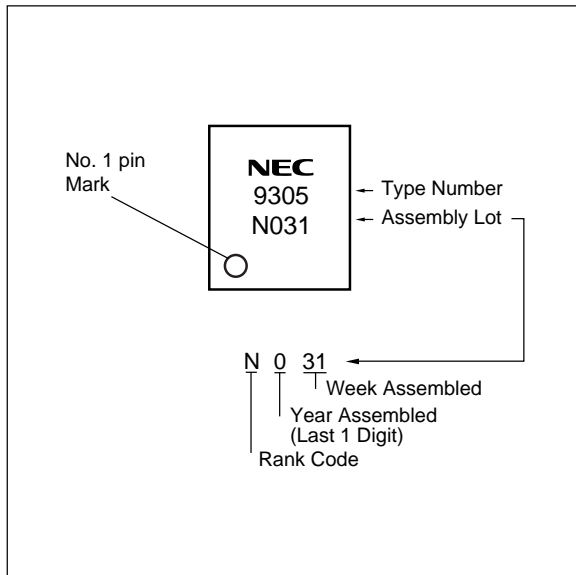 No. 1 pin
Mark
NEC
9305
N031
Type Number
Assembly Lot
N 0 31
Week Assembled
Year Assembled
(Last 1 Digit)
Rank Code